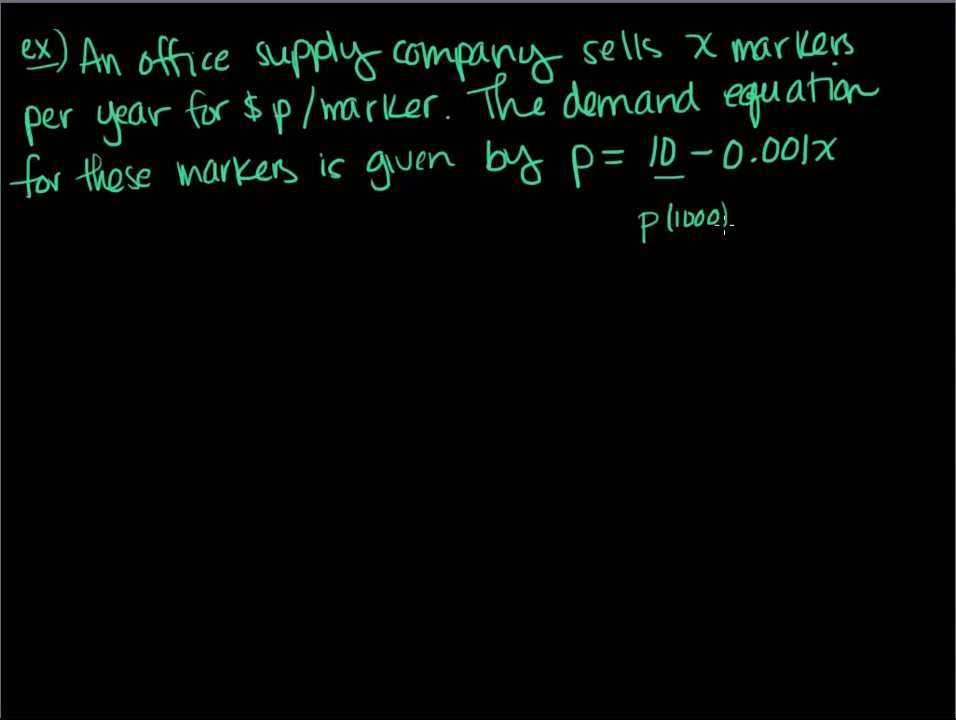 ex) An office supply company sells x markers
per year for $ p/marker. The demand equation
for these markers is given by p = 10 - 0.001x
p(1000)